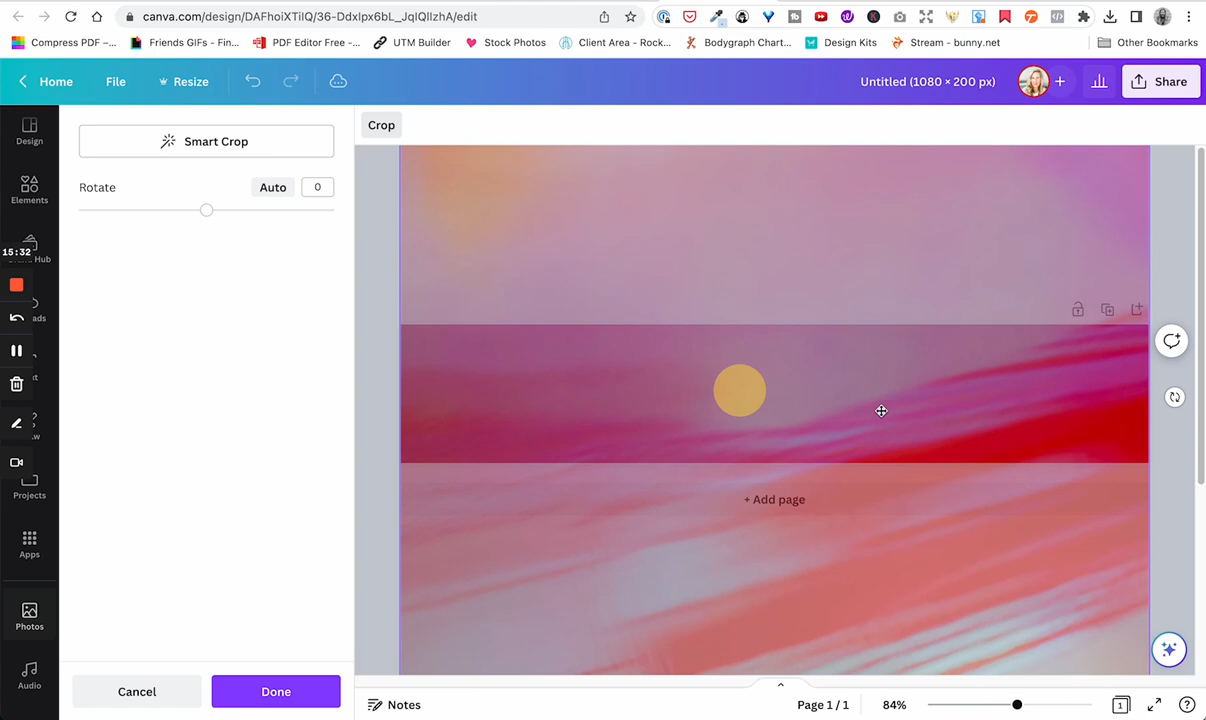 canva.com/design/DAFhoiXTilQ/36-Ddxlpx6bL_JqIQIlzhA/edit
Compress PDF –...
Friends GIFs - Fin...
PDF Editor Free -...
UTM Builder
Stock Photos
Client Area - Rock...
Bodygraph Chart...
Design Kits
Stream - bunny.net
Other Bookmarks
Home
File
Resize
Untitled (1080 × 200 px)
Share
Design
Elements
15:32
Hub
ads
Projects
Apps
Photos
Audio
Smart Crop
Rotate
Auto
0
Cancel
Done
Crop
+ Add page
Notes
Page 1 / 1
84%
1